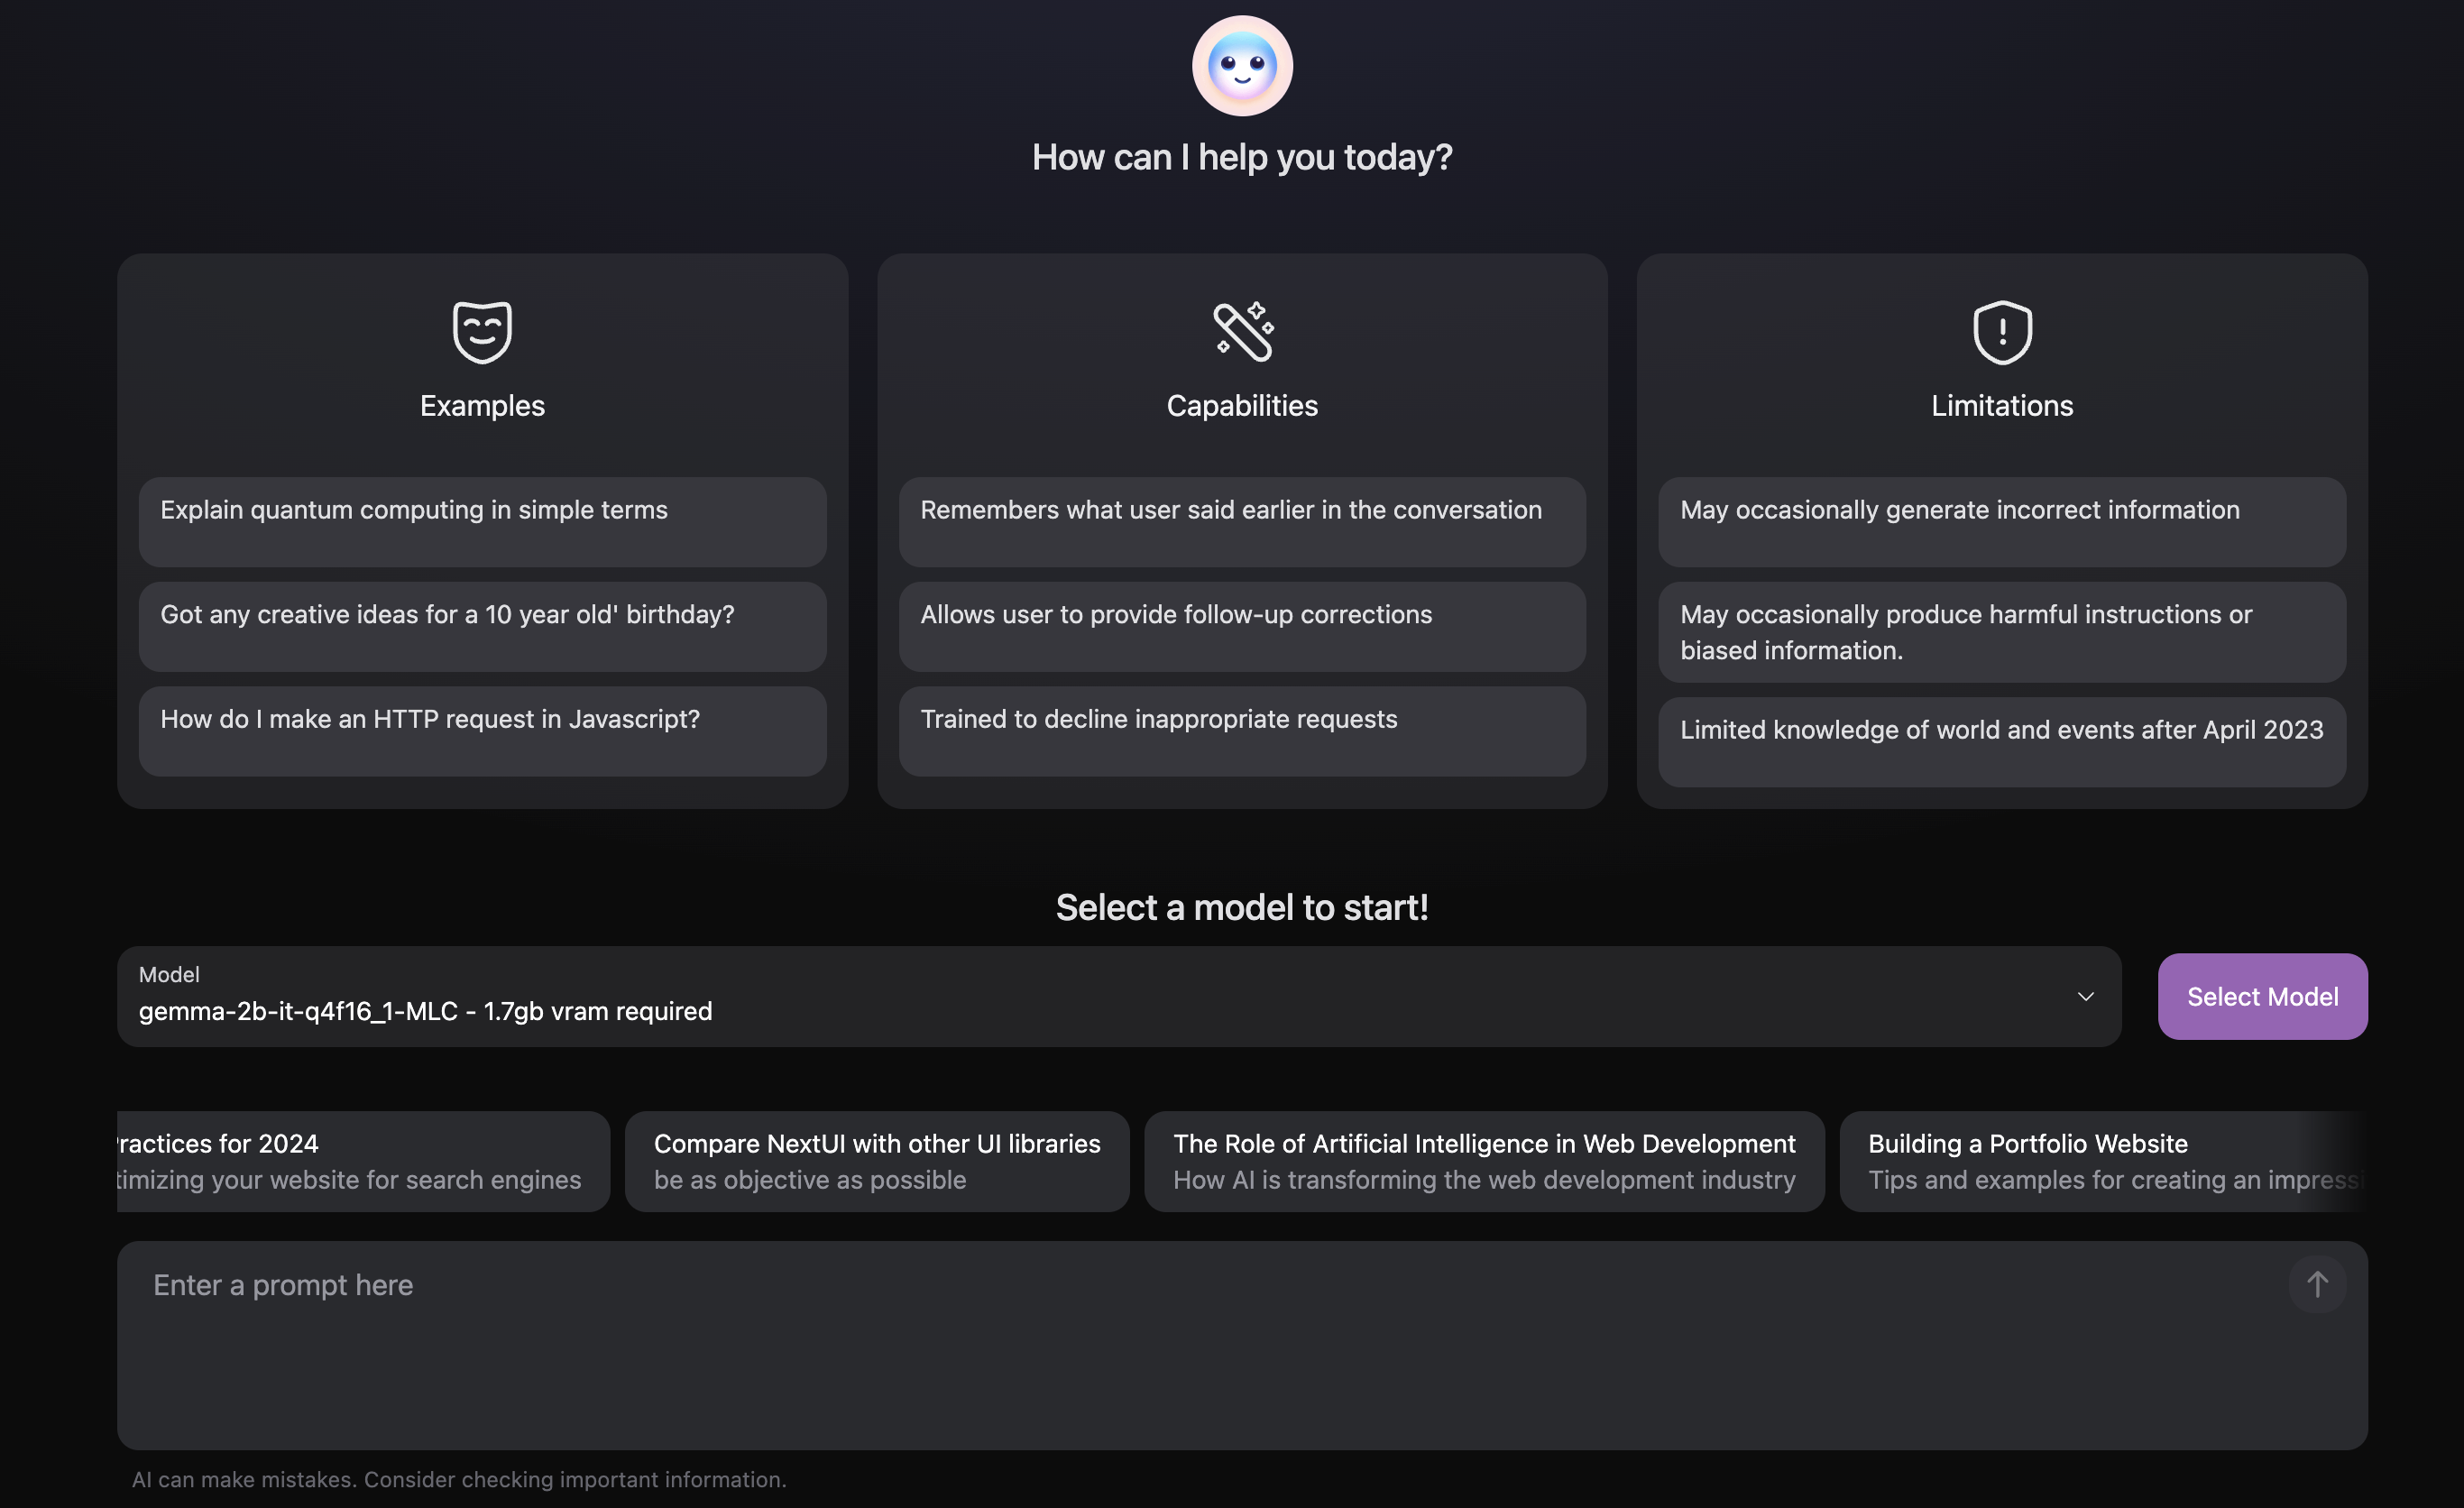 How can I help you today?
Examples
Explain quantum computing in simple terms
Got any creative ideas for a 10 year old' birthday?
How do I make an HTTP request in Javascript?
Capabilities
Remembers what user said earlier in the conversation
Allows user to provide follow-up corrections
Trained to decline inappropriate requests
Limitations
May occasionally generate incorrect information
May occasionally produce harmful instructions or
biased information.
Limited knowledge of world and events after April 2023
Select a model to start!
Model
gemma-2b-it-q4f16_1-MLC - 1.7gb vram required
Select Model
ractices for 2024
timizing your website for search engines
Compare NextUI with other UI libraries
be as objective as possible
The Role of Artificial Intelligence in Web Development
How AI is transforming the web development industry
Building a Portfolio Website
Tips and examples for creating an impressi
Enter a prompt here
AI can make mistakes. Consider checking important information.